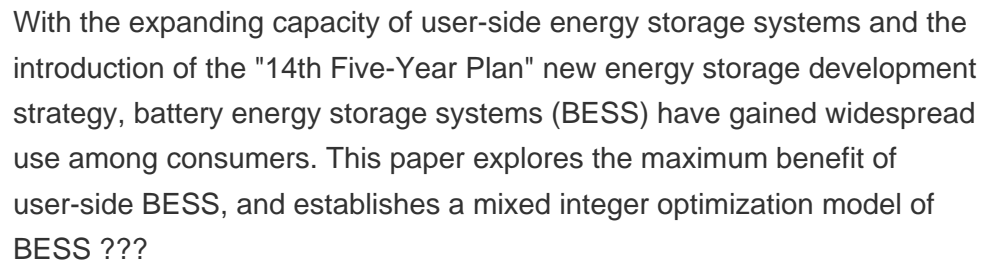 With the expanding capacity of user-side energy storage systems and the
introduction of the "14th Five-Year Plan" new energy storage development
strategy, battery energy storage systems (BESS) have gained widespread
use among consumers. This paper explores the maximum benefit of
user-side BESS, and establishes a mixed integer optimization model of
BESS ???